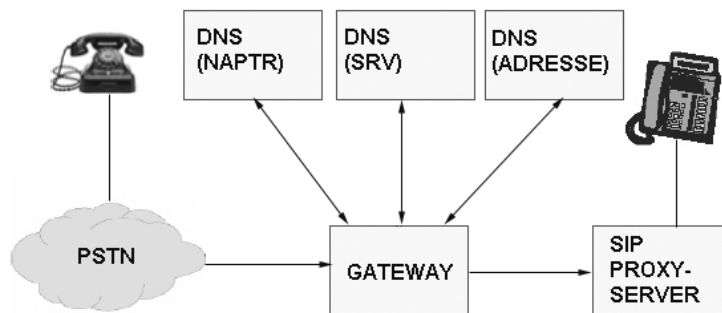 DNS
(NAPTR)
DNS
(SRV)
DNS
(ADRESSE)
PSTN
GATEWAY
SIP
PROXY-
SERVER